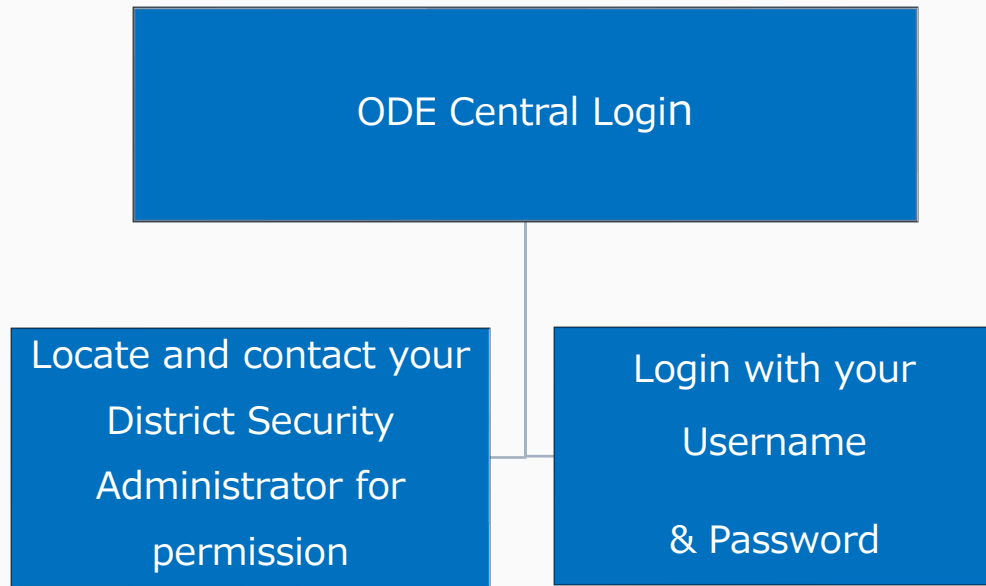 ODE Central Login
Locate and contact your
District Security
Administrator for
permission
Login with your
Username
& Password